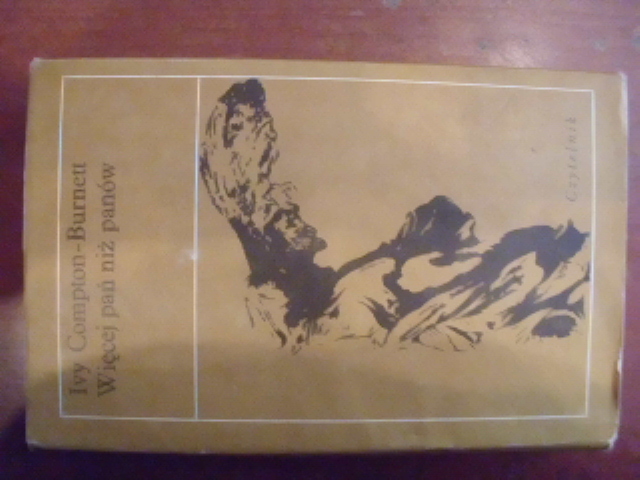 Ivy Compton-Burnett
Więcej pań niż panów
Czytelnik